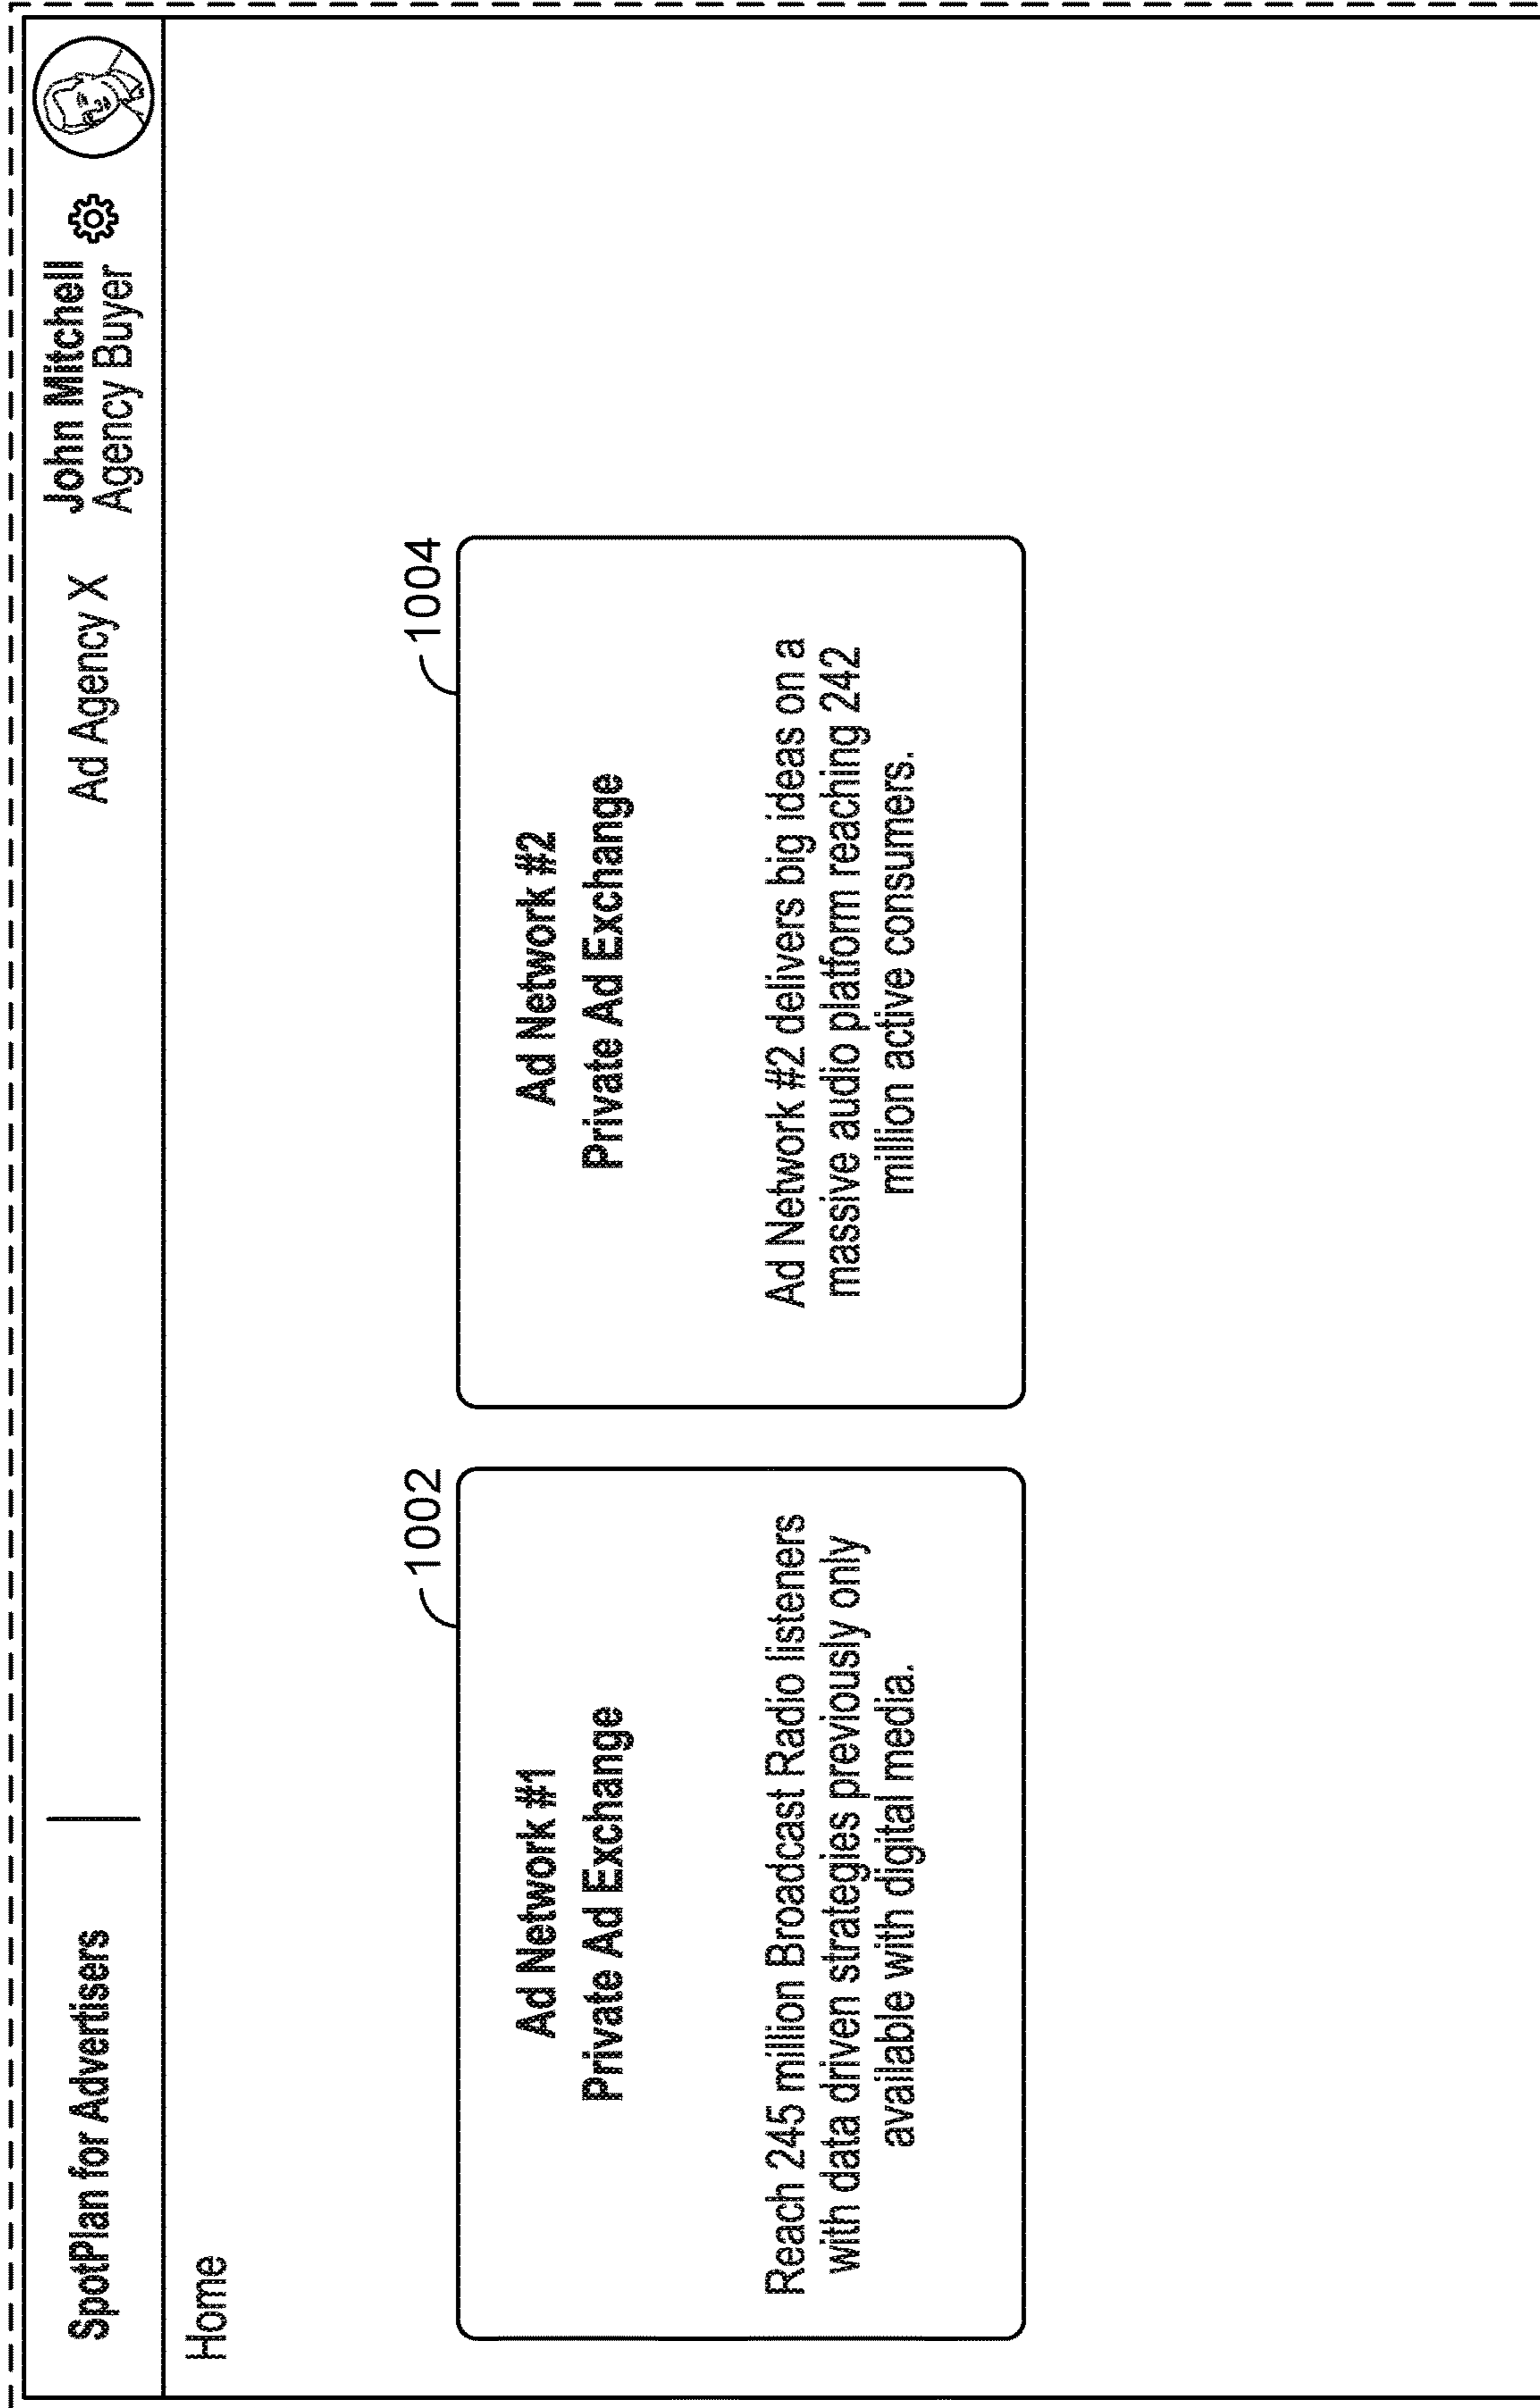 SpotPlan for Advertisers
Ad Agency X
John Mitchell
Agency Buyer
Home
1002
Ad Network #1
Private Ad Exchange
Reach 245 million Broadcast Radio listeners
with data driven strategies previously only
available with digital media.
1004
Ad Network #2
Private Ad Exchange
Ad Network #2 delivers big ideas on a
massive audio platform reaching 242
million active consumers.